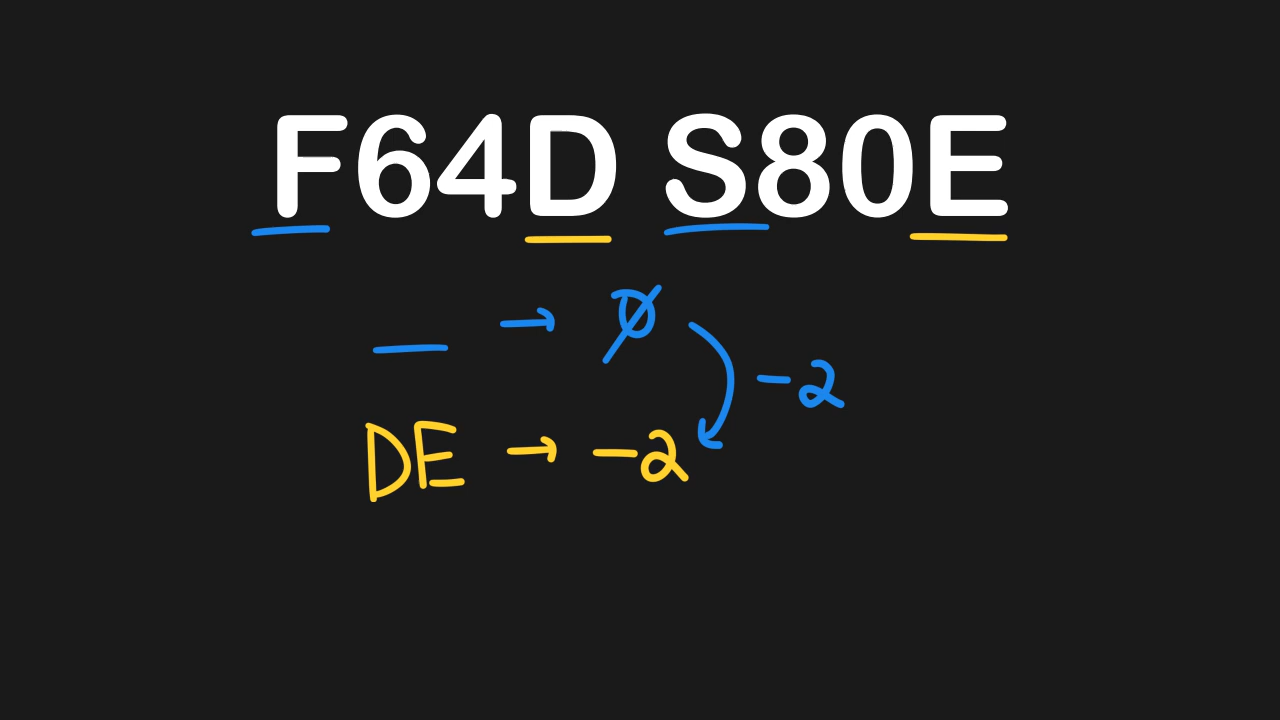 F64D S80E
_ → Ø
-2
DE → -2